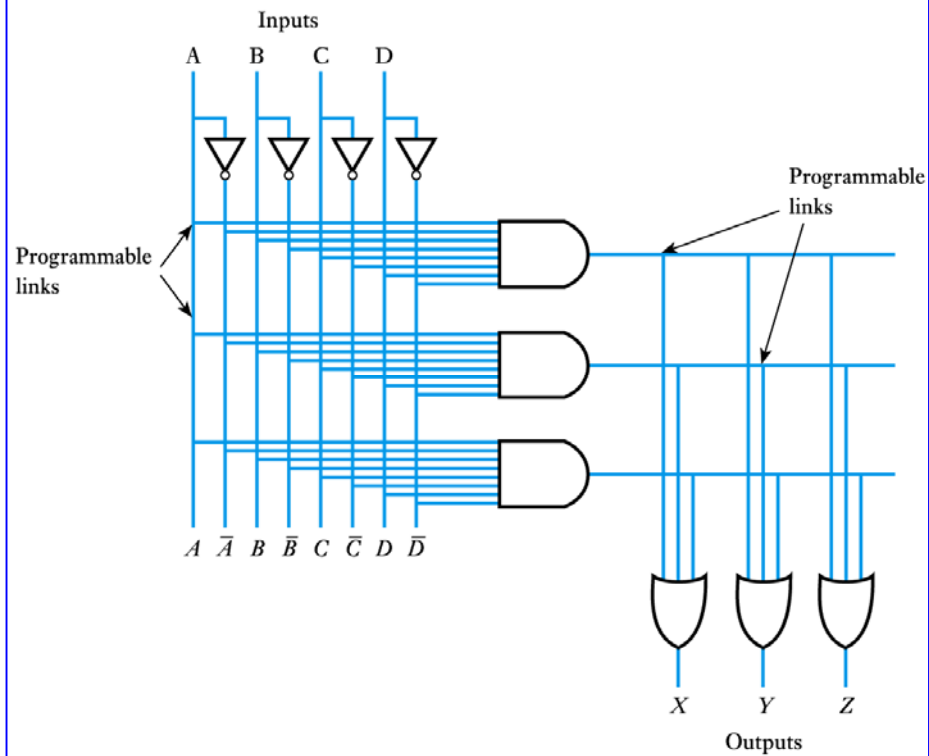 Inputs
A B C D
Programmable
links
Programmable
links
A A̅ B B̅ C C̅ D D̅
X Y Z
Outputs